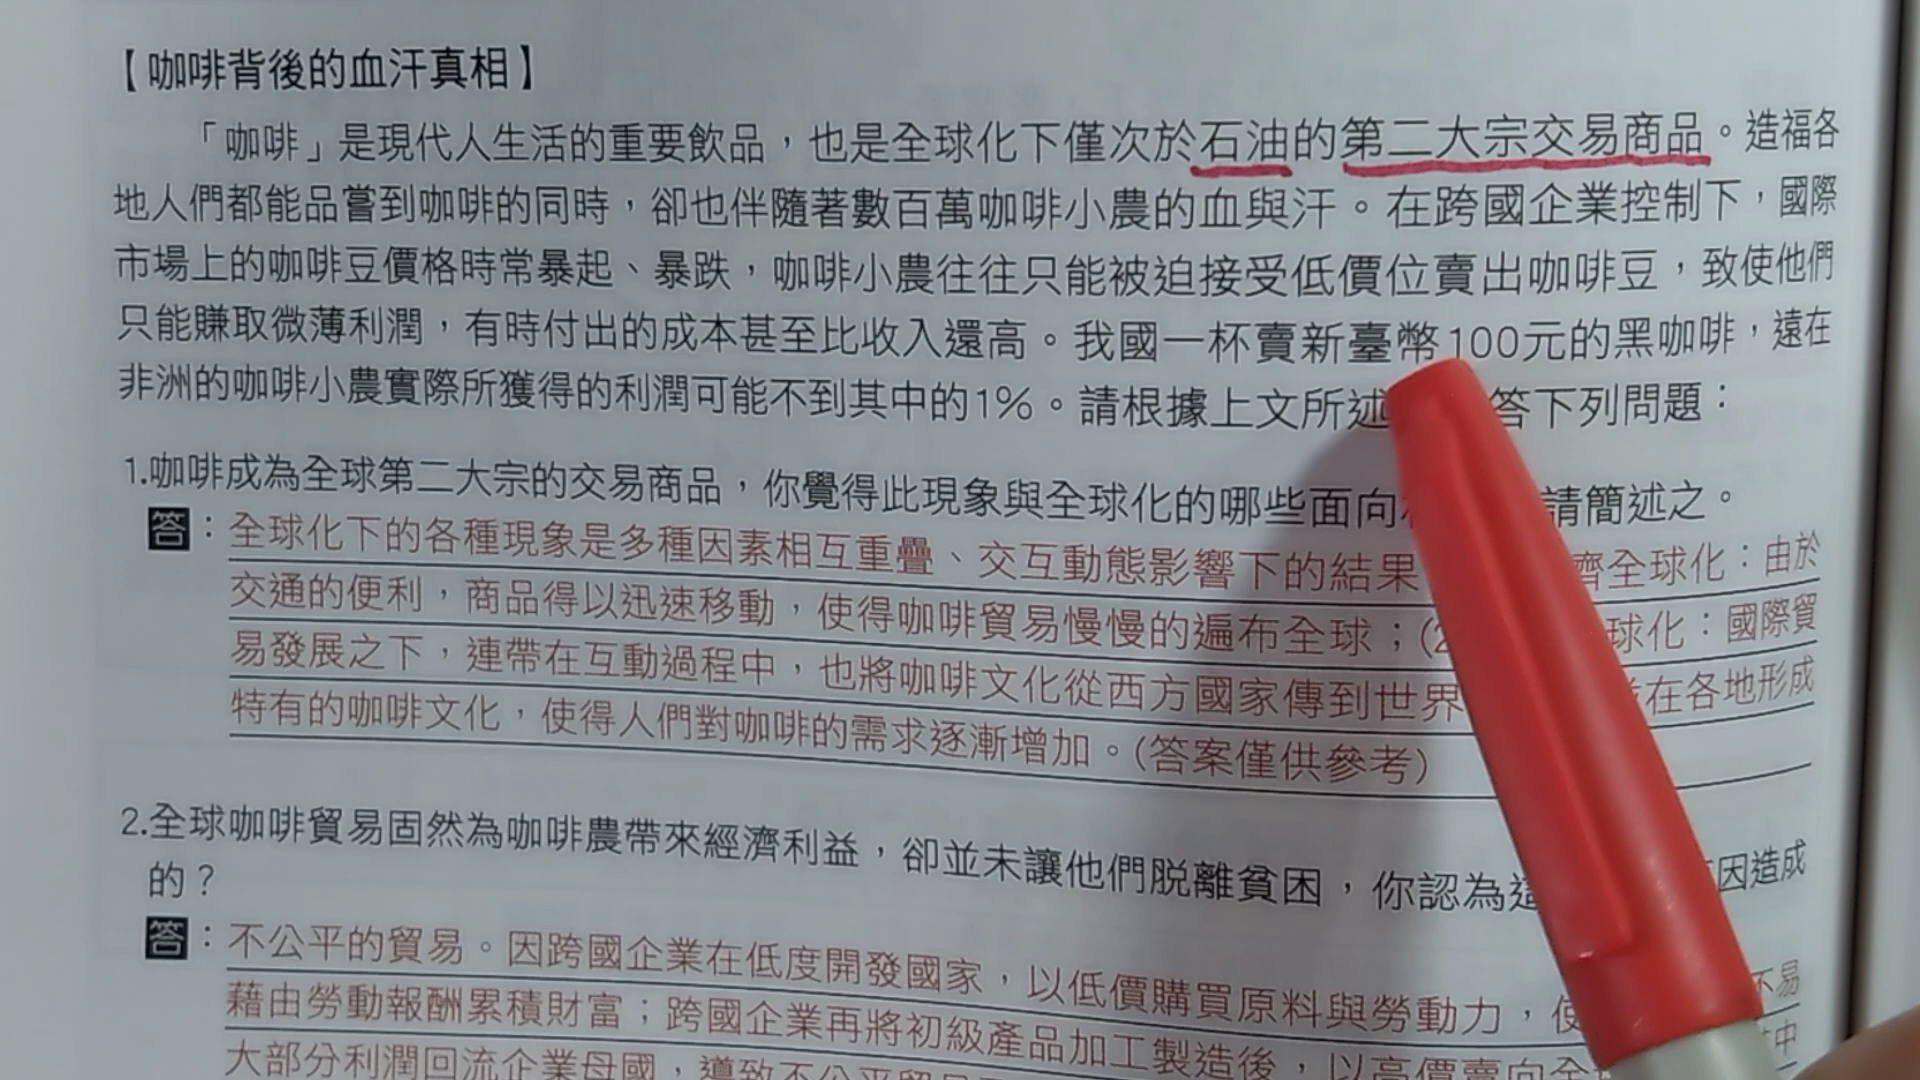 【咖啡背後的血汗真相】
「咖啡」是現代人生活的重要飲品，也是全球化下僅次於石油的第二大宗交易商品。造福各
地人們都能品嘗到咖啡的同時，卻也伴隨著數百萬咖啡小農的血與汗。在跨國企業控制下，國際
市場上的咖啡豆價格時常暴起、暴跌，咖啡小農往往只能被迫接受低價位賣出咖啡豆，致使他們
只能賺取微薄利潤，有時付出的成本甚至比收入還高。我國一杯賣新臺幣100元的黑咖啡，遠在
非洲的咖啡小農實際所獲得的利潤可能不到其中的1%。請根據上文所述 答下列問題：
1.咖啡成為全球第二大宗的交易商品，你覺得此現象與全球化的哪些面向 請簡述之。
答：全球化下的各種現象是多種因素相互重疊、交互動態影響下的結果 濟全球化：由於
交通的便利，商品得以迅速移動，使得咖啡貿易慢慢的遍布全球；(2 球化：國際貿
易發展之下，連帶在互動過程中，也將咖啡文化從西方國家傳到世界 在各地形成
特有的咖啡文化，使得人們對咖啡的需求逐漸增加。(答案僅供參考)
2.全球咖啡貿易固然為咖啡農帶來經濟利益，卻並未讓他們脫離貧困，你認為這 因造成
的？
答：不公平的貿易。因跨國企業在低度開發國家，以低價購買原料與勞動力，使 不易
藉由勞動報酬累積財富；跨國企業再將初級產品加工製造後，以高價賣向全 中
大部分利潤回流企業母國，導致不公平貿易